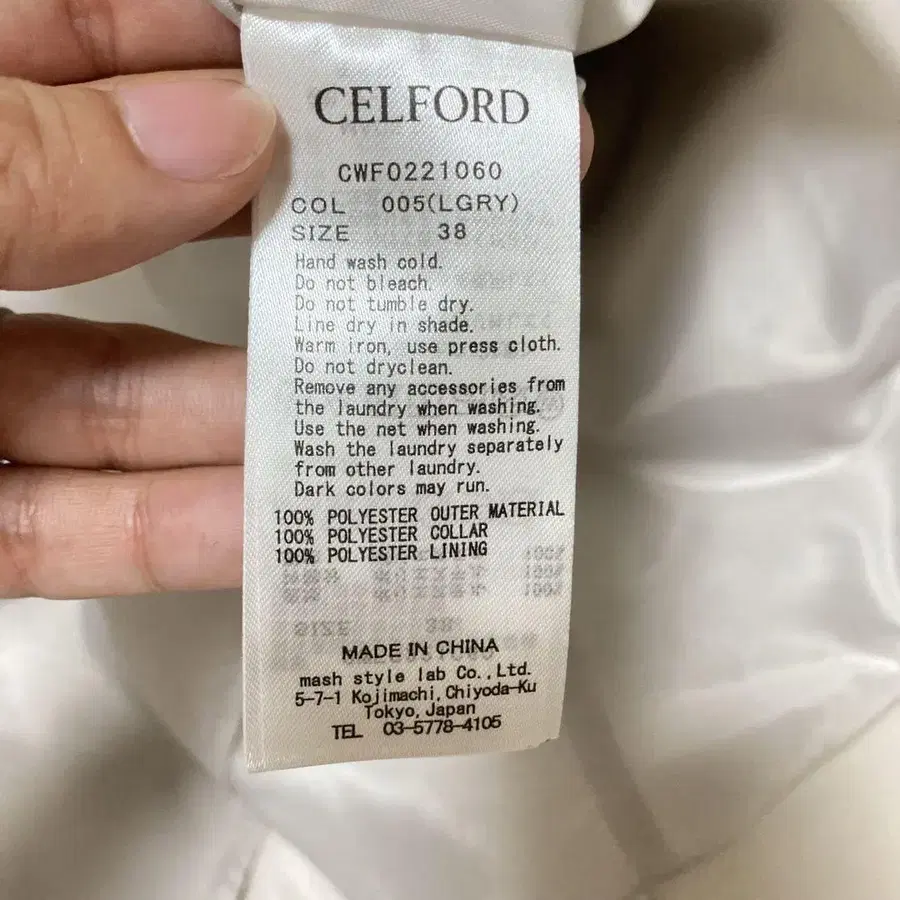 CELFORD
CWFO221060
COL 005(LGRY)
SIZE 38
Hand wash cold.
Do not bleach.
Do not tumble dry.
Line dry in shade.
Warm iron, use press cloth.
Do not dryclean.
Remove any accessories from
the laundry when washing.
Use the net when washing.
Wash the laundry separately
from other laundry.
Dark colors may run.
100% POLYESTER OUTER MATERIAL
100% POLYESTER COLLAR
100% POLYESTER LINING
MADE IN CHINA
mash style lab Co.,Ltd.
5-7-1 Kojimachi,Chiyoda-Ku
Tokyo,Japan
TEL 03-5778-4105